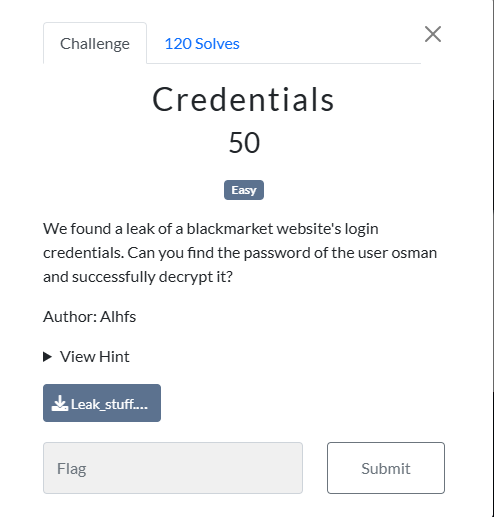 Challenge
120 Solves
Credentials
50
Easy
We found a leak of a blackmarket website's login
credentials. Can you find the password of the user osman
and successfully decrypt it?
Author: Alhfs
View Hint
Leak_stuff....
Flag
Submit